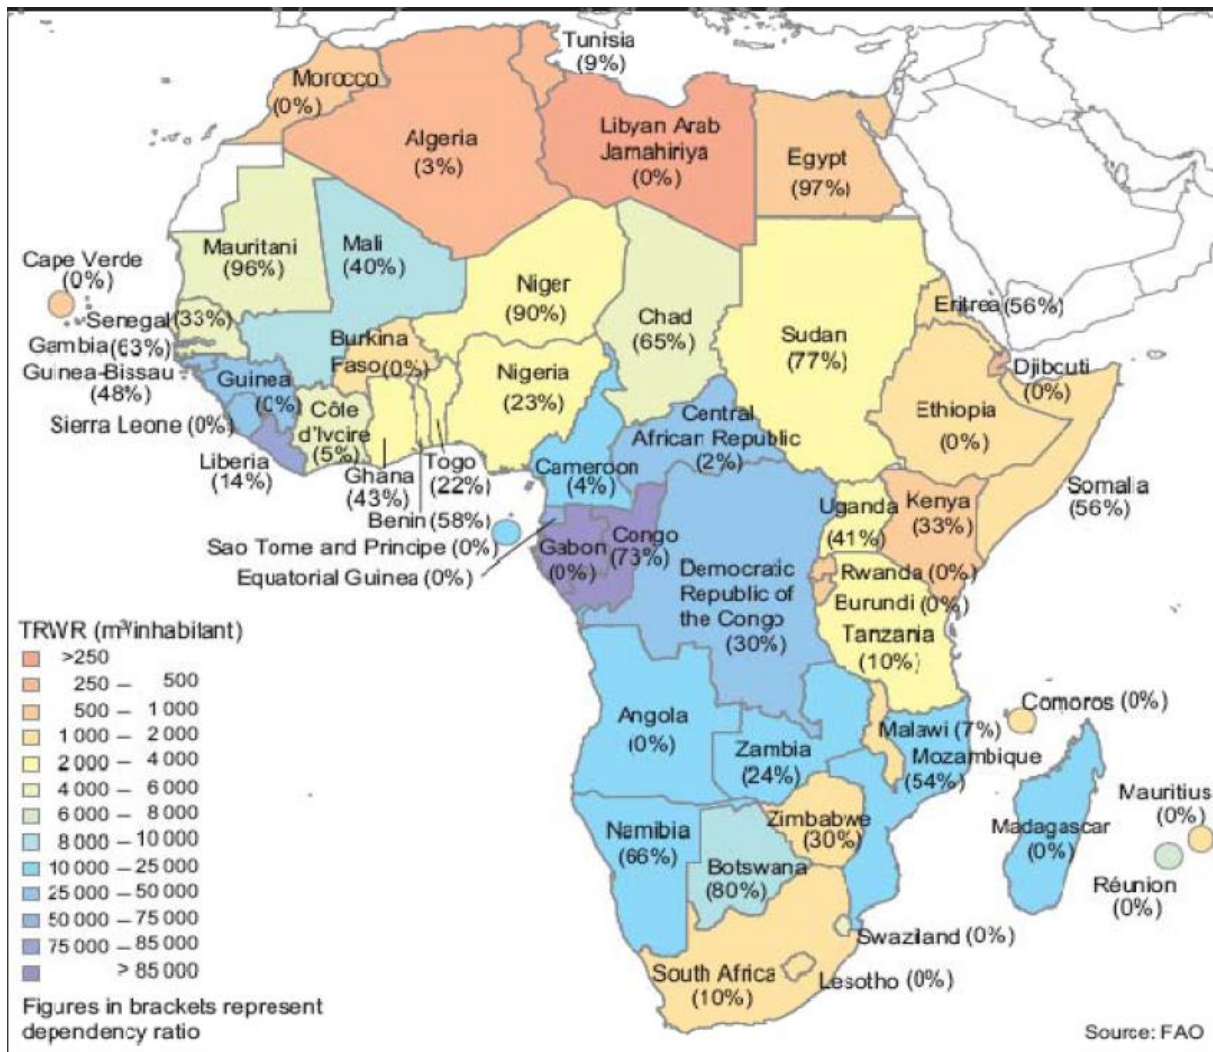 Tunisia
(9%)
Morocco
(0%)
Algeria
(3%)
Libyan Arab
Jamahiriya
(0%)
Egypt
(97%)
Mauritani
(96%)
Mali
(40%)
Niger
(90%)
Chad
(65%)
Sudan
(77%)
Eritrea (56%)
Cape Verde
(0%)
Senegal (33%)
Gambia (63%)
Guinea-Bissau
(48%)
Guinea
(0%)
Sierra Leone (0%)
Liberia
(14%)
Burkina
Faso (0%)
Côle
d'Ivcire
(5%)
Ghana
(43%)
Togo
(22%)
Benin (58%)
Nigeria
(23%)
Cameroon
(4%)
Central
African Republic
(2%)
Djibcuti
(0%)
Ethiopia
(0%)
Somalia
(56%)
Sao Tome and Principe (0%)
Equatorial Guinea (0%)
Gabon
(0%)
Congo
(73%)
Democratic
Republic of
the Congo
(30%)
Uganda
(41%)
Kenya
(33%)
Rwanda (0%)
Burundi (0%)
Tanzania
(10%)
Angola
(0%)
Zambia
(24%)
Malawi (7%)
Mozambique
(54%)
Comoros (0%)
Namibia
(66%)
Botswana
(80%)
Zimbabwe
(30%)
Madagascar
(0%)
Mauritius
(0%)
Réunion
(0%)
Swaziland (0%)
South Africa
(10%)
Lesotho (0%)
TRWR (m³/inhabilant)
>250
250 – 500
500 – 1 000
1 000 – 2 000
2 000 – 4 000
4 000 – 6 000
6 000 – 8 000
8 000 – 10 000
10 000 – 25 000
25 000 – 50 000
50 000 – 75 000
75 000 – 85 000
> 85 000
Figures in brackets represent
dependency ratio
Source: FAO